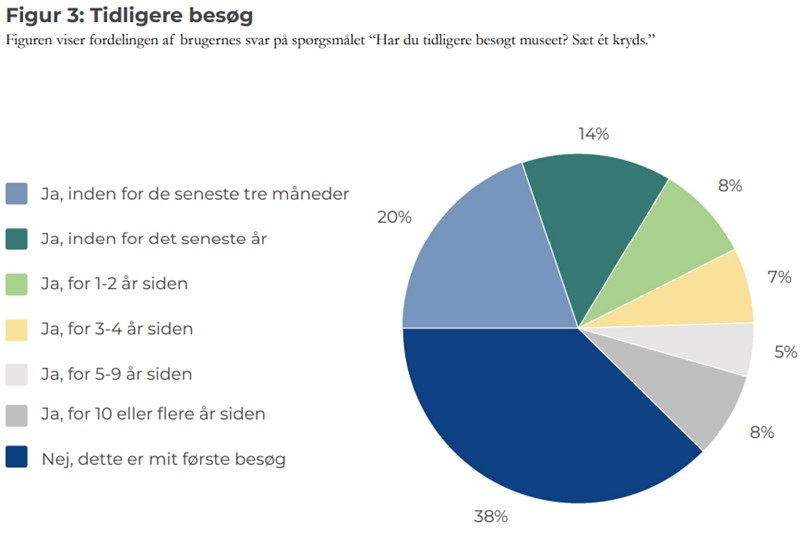 Figur 3: Tidligere besøg
Figuren viser fordelingen af brugernes svar på spørgsmålet “Har du tidligere besøgt museet? Sæt ét kryds.”
Ja, inden for de seneste tre måneder
Ja, inden for det seneste år
Ja, for 1-2 år siden
Ja, for 3-4 år siden
Ja, for 5-9 år siden
Ja, for 10 eller flere år siden
Nej, dette er mit første besøg
14%
8%
20%
7%
5%
8%
38%